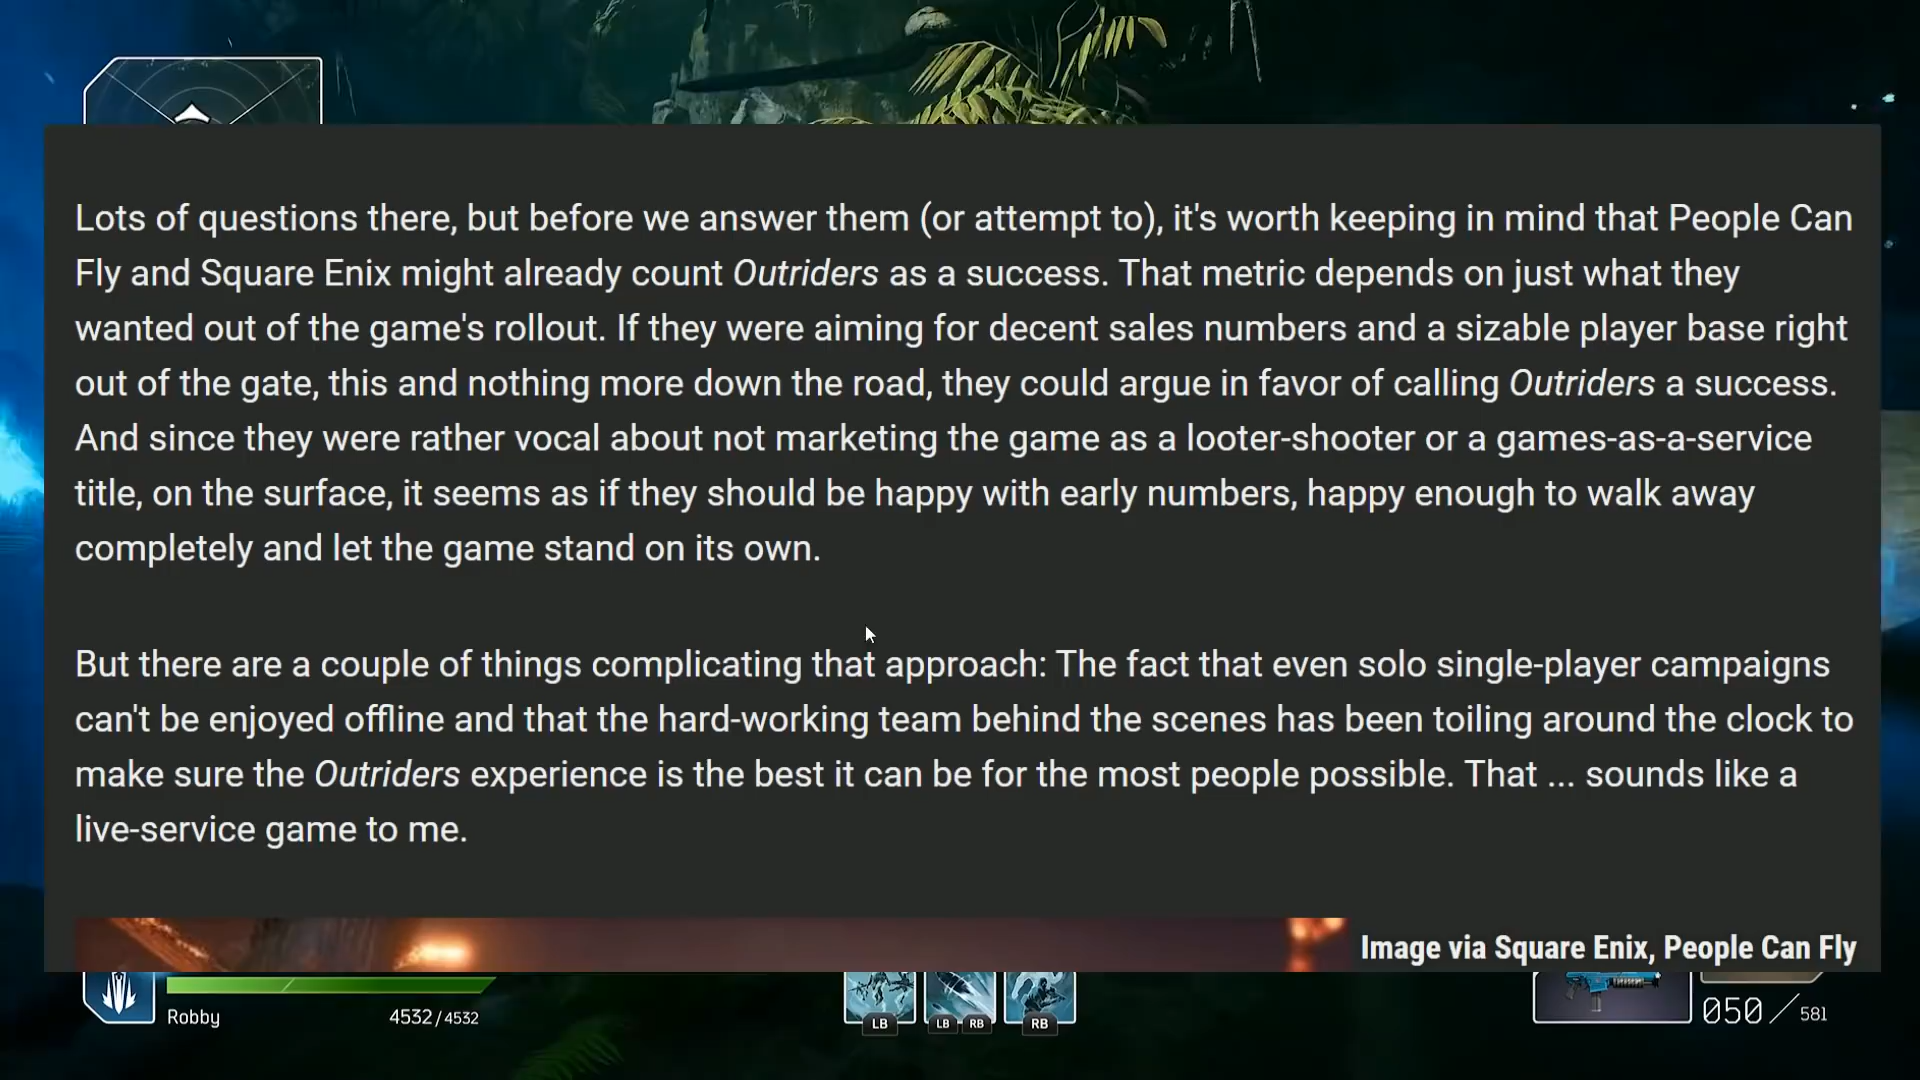 Lots of questions there, but before we answer them (or attempt to), it's worth keeping in mind that People Can
Fly and Square Enix might already count Outriders as a success. That metric depends on just what they
wanted out of the game's rollout. If they were aiming for decent sales numbers and a sizable player base right
out of the gate, this and nothing more down the road, they could argue in favor of calling Outriders a success.
And since they were rather vocal about not marketing the game as a looter-shooter or a games-as-a-service
title, on the surface, it seems as if they should be happy with early numbers, happy enough to walk away
completely and let the game stand on its own.
But there are a couple of things complicating that approach: The fact that even solo single-player campaigns
can't be enjoyed offline and that the hard-working team behind the scenes has been toiling around the clock to
make sure the Outriders experience is the best it can be for the most people possible. That ... sounds like a
live-service game to me.
Image via Square Enix, People Can Fly
Robby 4532/4532
LB LB RB RB
050/581